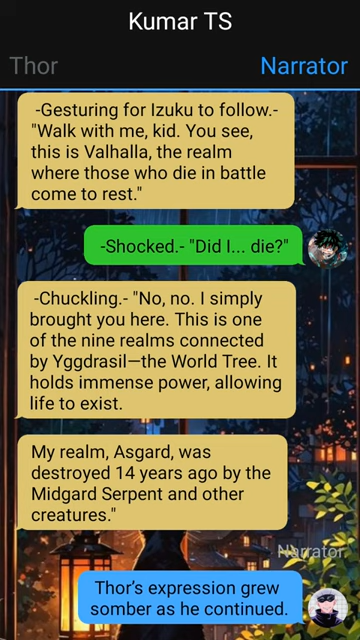 Kumar TS
Thor
Narrator
-Gesturing for Izuku to follow.-
"Walk with me, kid. You see,
this is Valhalla, the realm
where those who die in battle
come to rest."
-Shocked.- "Did I... die?"
-Chuckling.- "No, no. I simply
brought you here. This is one
of the nine realms connected
by Yggdrasil—the World Tree. It
holds immense power, allowing
life to exist.
My realm, Asgard, was
destroyed 14 years ago by the
Midgard Serpent and other
creatures."
Narrator
Thor’s expression grew
somber as he continued.